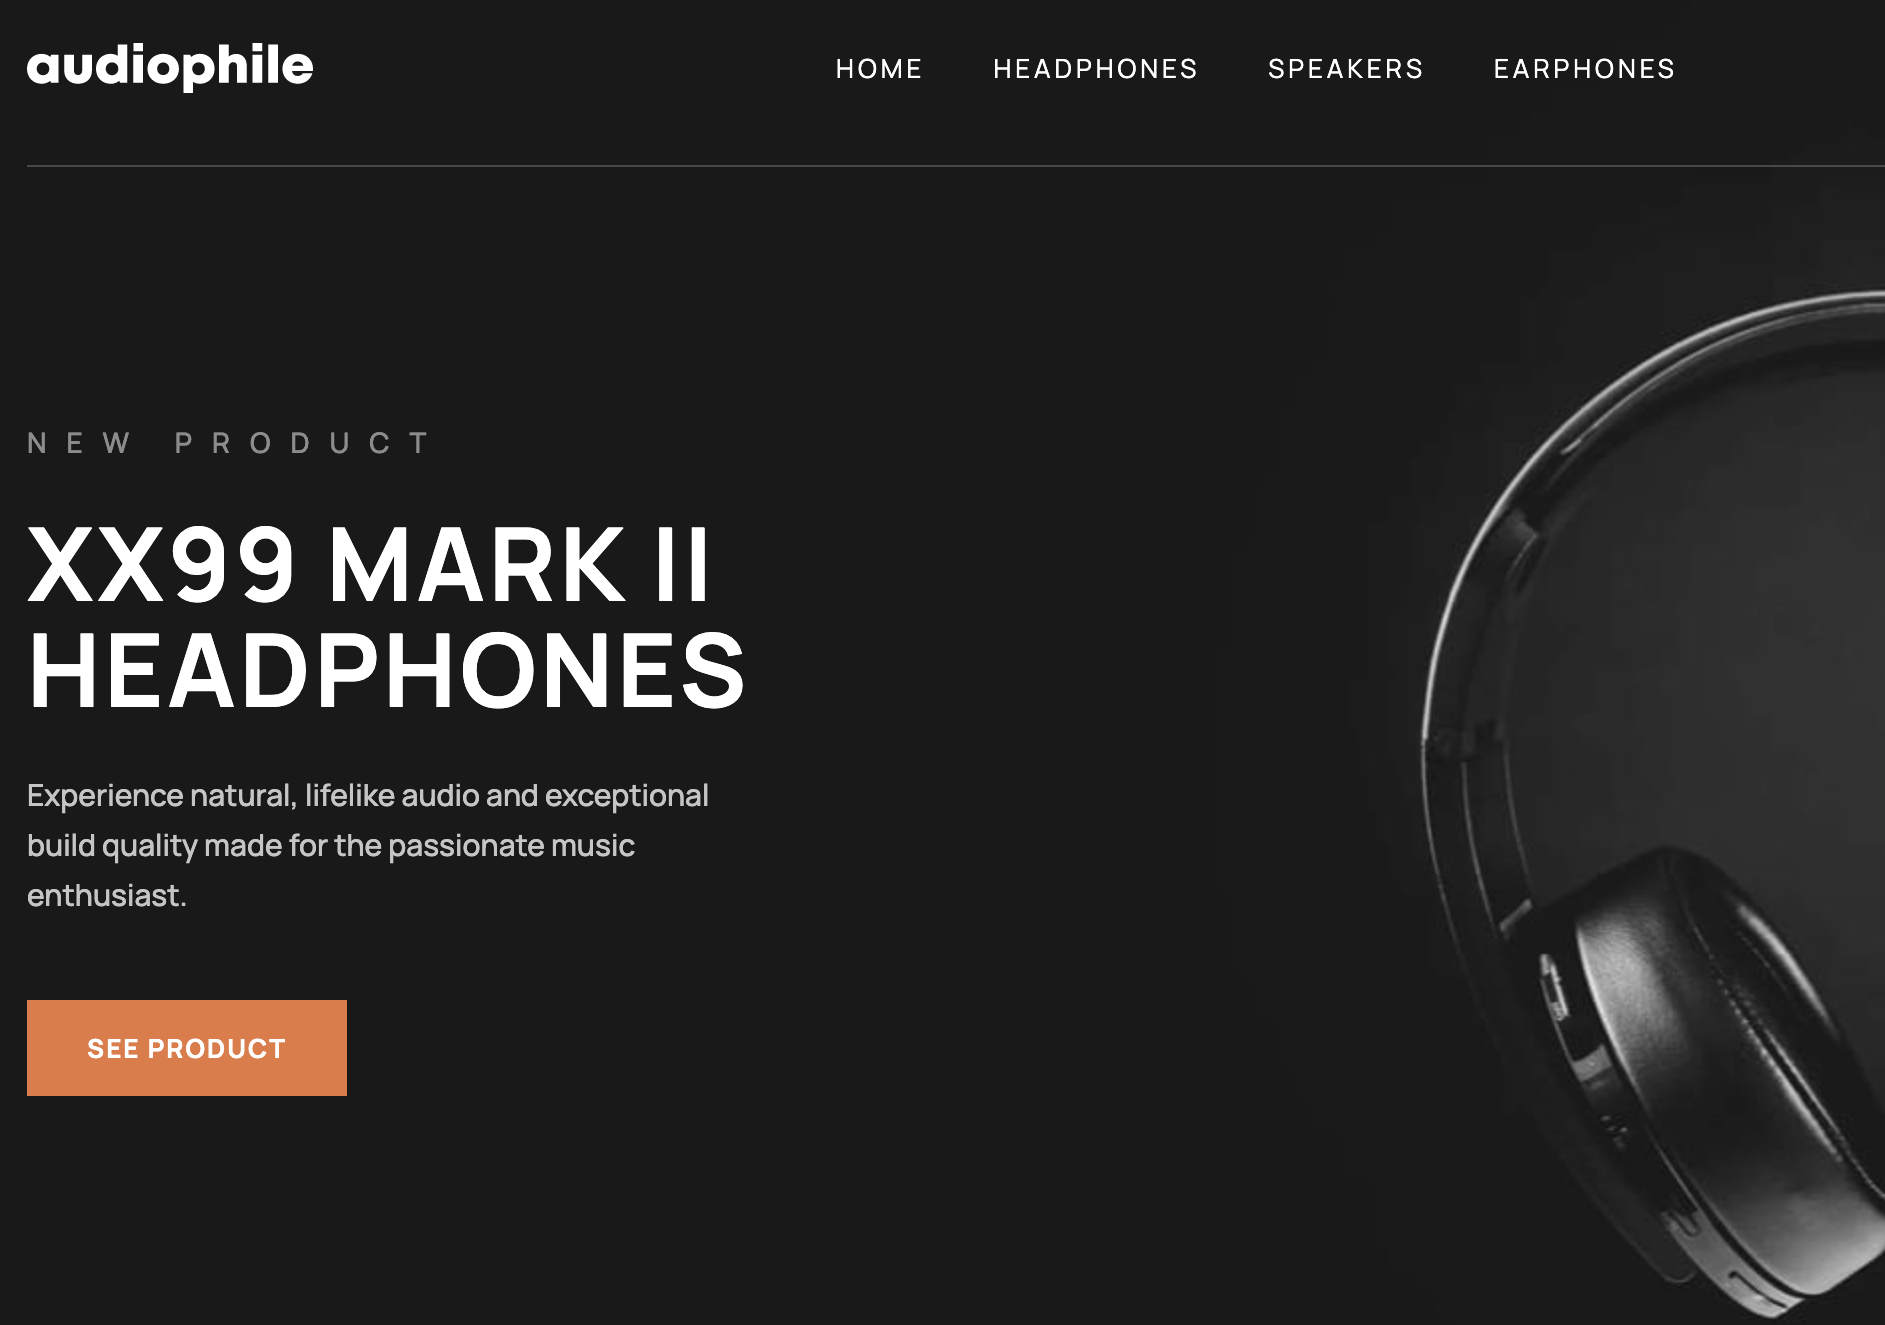 audiophile
HOME HEADPHONES SPEAKERS EARPHONES
NEW PRODUCT
XX99 MARK II
HEADPHONES
Experience natural, lifelike audio and exceptional
build quality made for the passionate music
enthusiast.
SEE PRODUCT